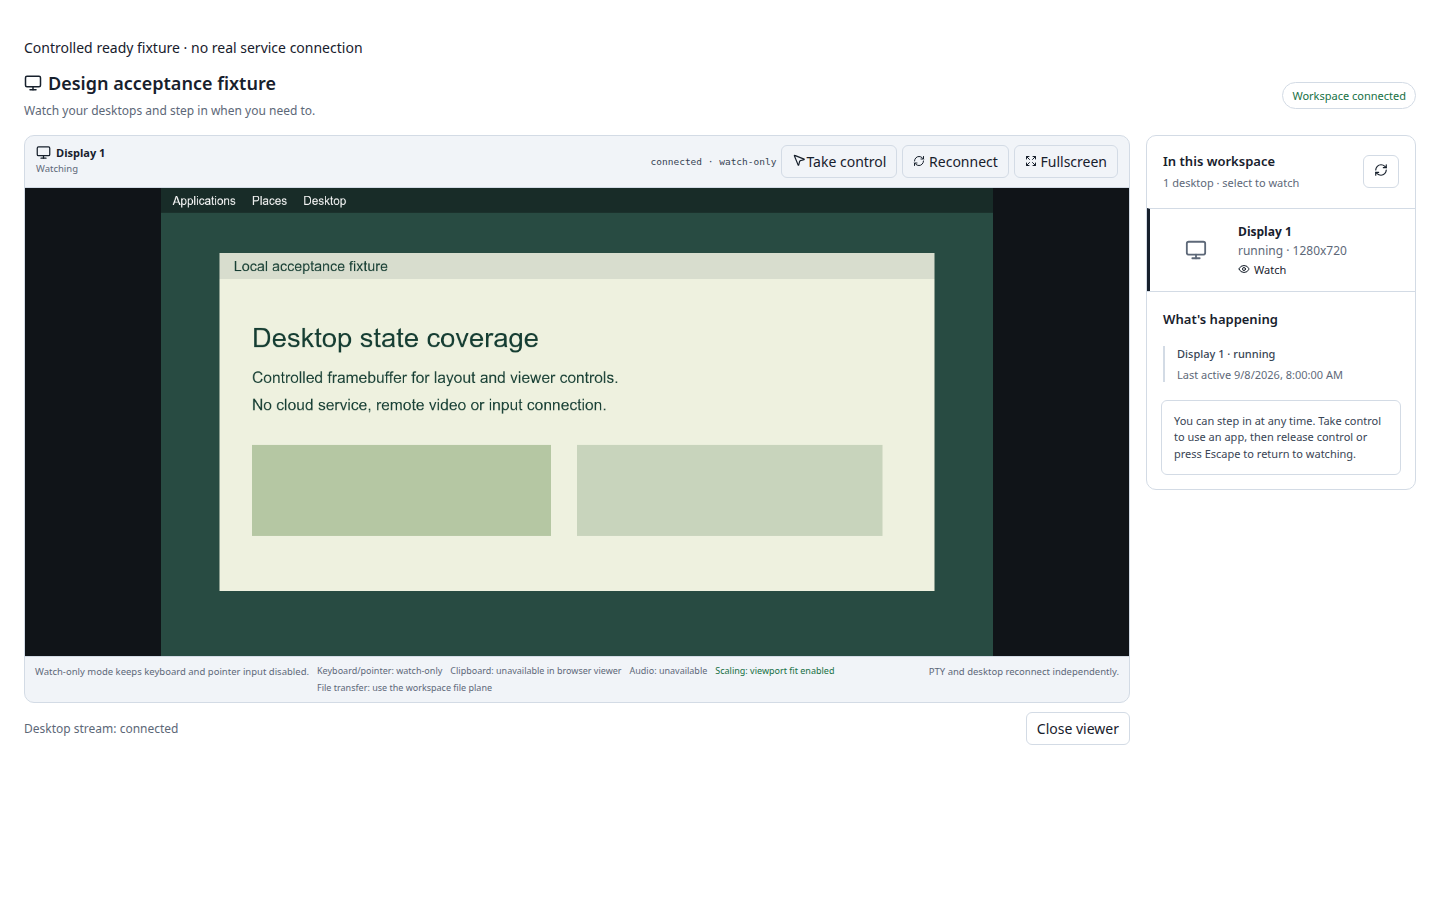 Controlled ready fixture · no real service connection
Design acceptance fixture
Watch your desktops and step in when you need to.
Workspace connected
Display 1
Watching
connected · watch-only
Take control
Reconnect
Fullscreen
Applications Places Desktop
Local acceptance fixture
Desktop state coverage
Controlled framebuffer for layout and viewer controls.
No cloud service, remote video or input connection.
Watch-only mode keeps keyboard and pointer input disabled.
Keyboard/pointer: watch-only Clipboard: unavailable in browser viewer Audio: unavailable Scaling: viewport fit enabled
File transfer: use the workspace file plane
PTY and desktop reconnect independently.
Desktop stream: connected
Close viewer
In this workspace
1 desktop · select to watch
Display 1
running · 1280x720
Watch
What's happening
Display 1 · running
Last active 9/8/2026, 8:00:00 AM
You can step in at any time. Take control
to use an app, then release control or
press Escape to return to watching.